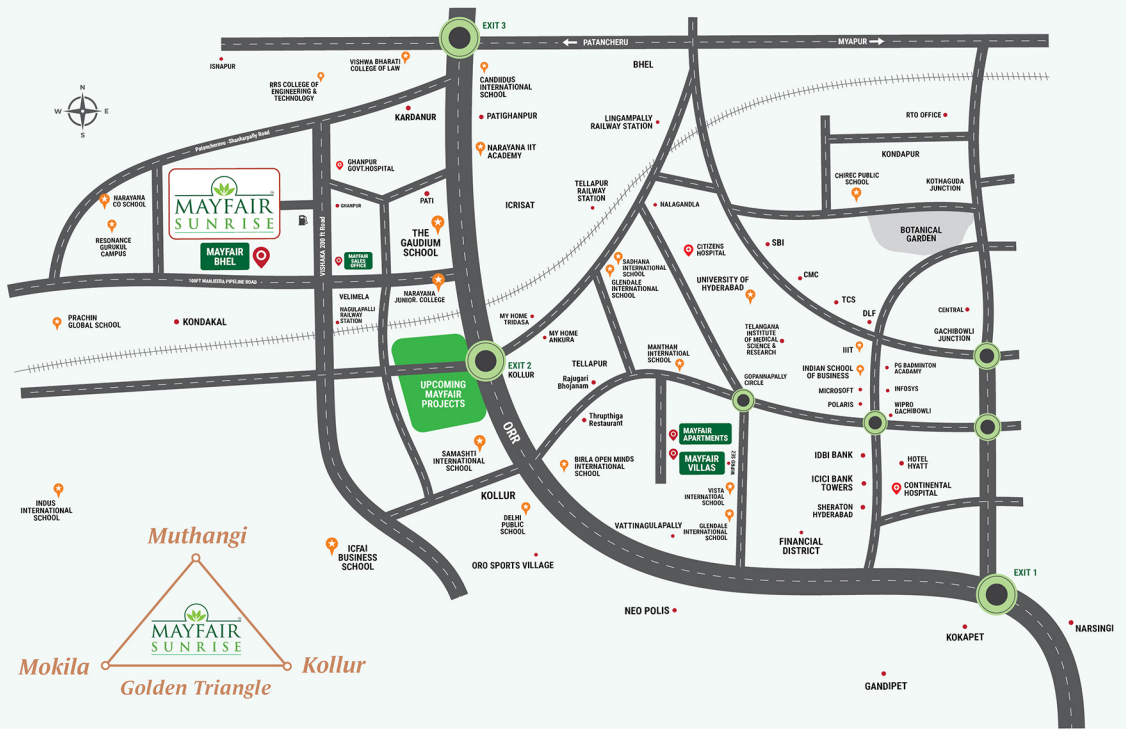 EXIT 3
PATANCHERU
MYAPUR
ISNAPUR
VISHWA BHARATI
COLLEGE OF LAW
BHEL
RRS COLLEGE OF
ENGINEERING &
TECHNOLOGY
CANDIIDUS
INTERNATIONAL
SCHOOL
N
W
E
S
KARDANUR
PATIGHANPUR
LINGAMPALLY
RAILWAY STATION
RTO OFFICE
Patancheruvu -Shankarpally Road
NARAYANA IIT
ACADEMY
KONDAPUR
GHANPUR
GOVT.HOSPITAL
CHIREC PUBLIC
SCHOOL
KOTHAGUDA
JUNCTION
TELLAPUR
RAILWAY
STATION
NARAYANA
CO SCHOOL
MAYFAIR
SUNRISE
GHANPUR
PATI
ICRISAT
NALAGANDLA
RESONANCE
GURUKUL
CAMPUS
VISHAKA 200 ft Road
THE
GAUDIUM
SCHOOL
BOTANICAL
GARDEN
MAYFAIR
BHEL
MAYFAIR
SALES
OFFICE
CITIZENS
HOSPITAL
SBI
SADHANA
INTERNATIONAL
SCHOOL
GLENDALE
INTERNATIONAL
SCHOOL
UNIVERSITY OF
HYDERABAD
CMC
100FT MANJEERA PIPELINE ROAD
VELIMELA
NARAYANA
JUNIOR. COLLEGE
TCS
NAGULAPALLI
RAILWAY
STATION
PRACHIN
GLOBAL SCHOOL
KONDAKAL
MY HOME
TRIDASA
MY HOME
ANKURA
DLF
CENTRAL
GACHIBOWLI
JUNCTION
TELANGANA
INSTITUTE
OF MEDICAL
SCIENCE &
RESEARCH
MANTHAN
INTERNATIONAL
SCHOOL
IIIT
EXIT 2
KOLLUR
TELLAPUR
INDIAN SCHOOL
OF BUSINESS
PG BADMINTON
ACADAMY
Rajugari
Bhojanam
GOPANNAPALLY
CIRCLE
UPCOMING
MAYFAIR
PROJECTS
MICROSOFT
INFOSYS
POLARIS
WIPRO
GACHIBOWLI
Thrupthiga
Restaurant
ORR
MAYFAIR
APARTMENTS
MAYFAIR
VILLAS
SAMASHTI
INTERNATIONAL
SCHOOL
BIRLA OPEN MINDS
INTERNATIONAL
SCHOOL
IDBI BANK
HOTEL
HYATT
ICICI BANK
TOWERS
CONTINENTAL
HOSPITAL
KOLLUR
VISTA
INTERNATIOAL
SCHOOL
INDUS
INTERNATIONAL
SCHOOL
DELHI
PUBLIC
SCHOOL
SHERATON
HYDERABAD
VATTINAGULAPALLY
GLENDALE
INTERNATIONAL
SCHOOL
Muthangi
ICFAI
BUSINESS
SCHOOL
FINANCIAL
DISTRICT
ORO SPORTS VILLAGE
EXIT 1
MAYFAIR
SUNRISE
NEO POLIS
NARSINGI
KOKAPET
Mokila
Kollur
Golden Triangle
GANDIPET